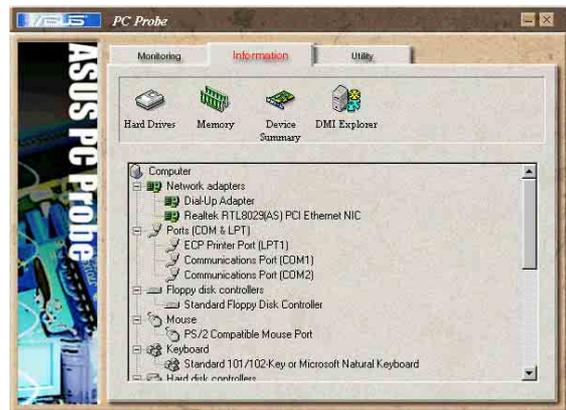 /SUS
PC Probe
ASUS PC Probe
Monitoring
Information
Utility
Hard Drives
Memory
Device
Summary
DMI Explorer
Computer
Network adapters
Dial-Up Adapter
Realtek RTL8029(AS) PCI Ethernet NIC
Ports (COM & LPT)
ECP Printer Port (LPT1)
Communications Port (COM1)
Communications Port (COM2)
Floppy disk controllers
Standard Floppy Disk Controller
Mouse
PS/2 Compatible Mouse Port
Keyboard
Standard 101/102-Key or Microsoft Natural Keyboard
Hard disk controllers